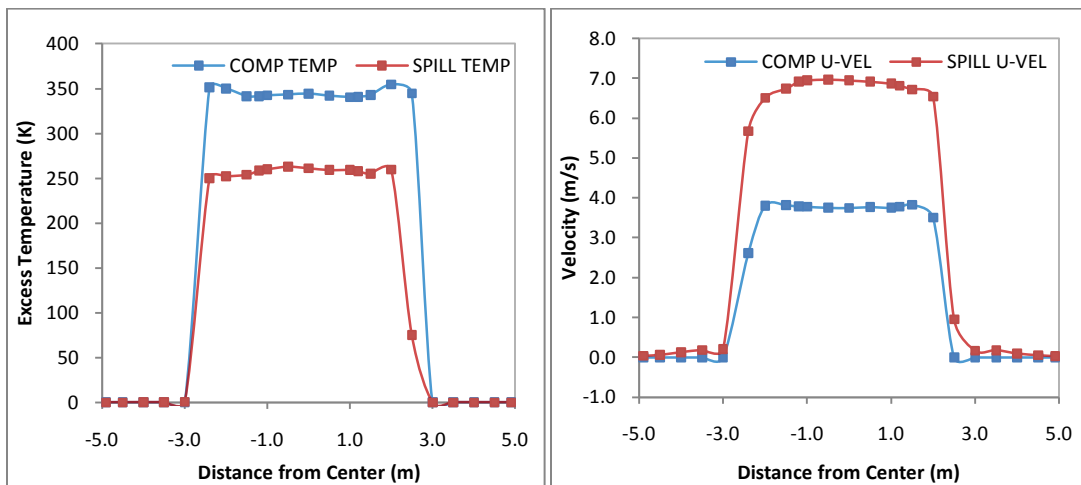 400
350
300
250
200
150
100
50
0
Excess Temperature (K)
COMP TEMP
SPILL TEMP
-5.0 -3.0 -1.0 1.0 3.0 5.0
Distance from Center (m)
8.0
7.0
6.0
5.0
4.0
3.0
2.0
1.0
0.0
-1.0
Velocity (m/s)
COMP U-VEL
SPILL U-VEL
-5.0 -3.0 -1.0 1.0 3.0 5.0
Distance from Center (m)